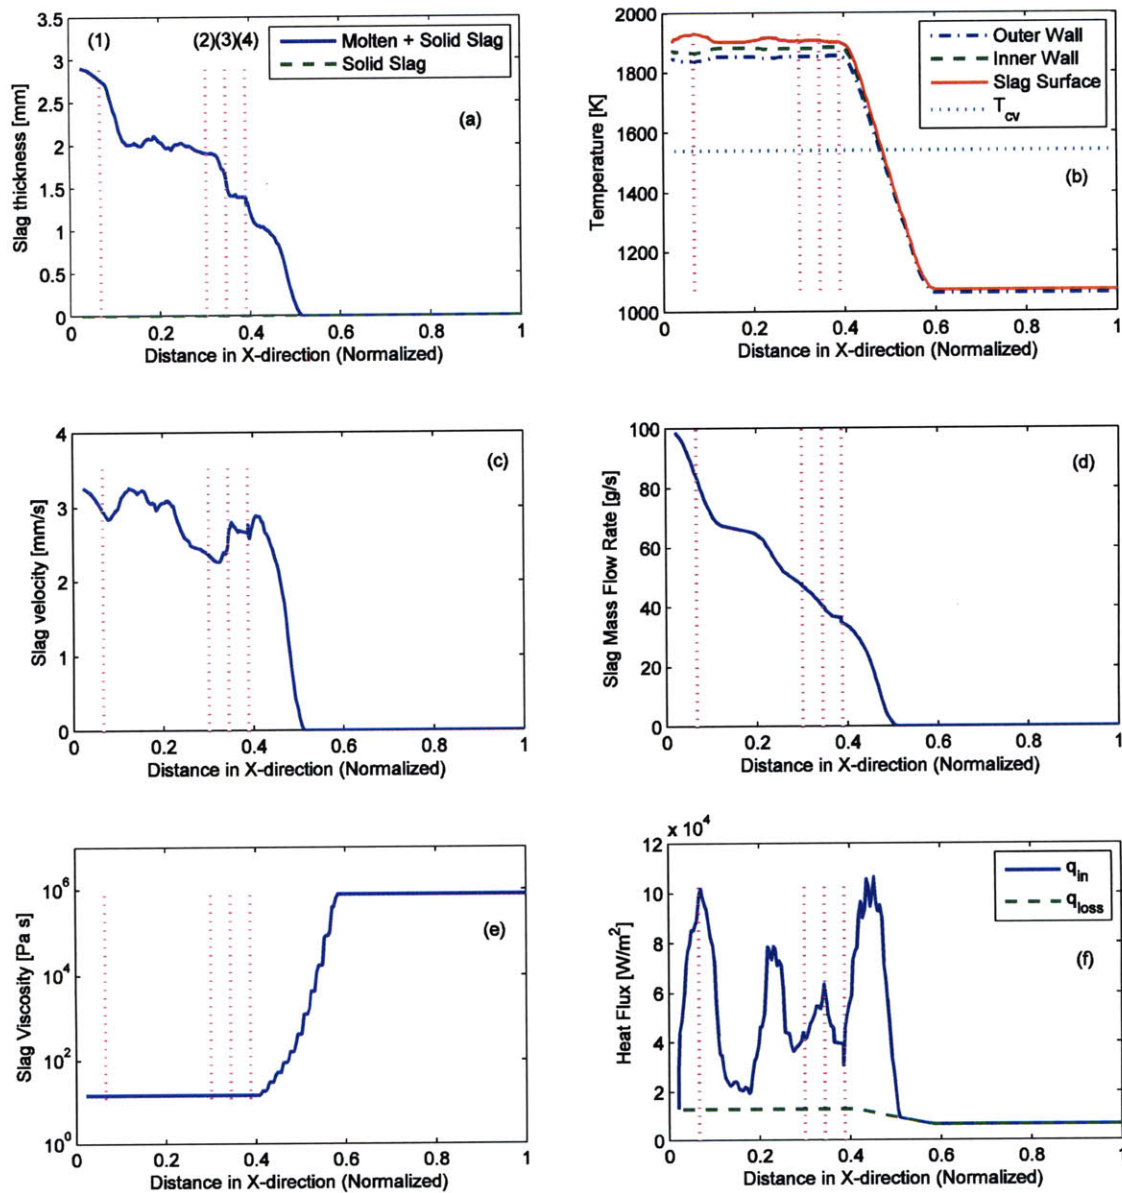 3.5
3
2.5
2
1.5
1
0.5
0
(1)
(2)(3)(4)
Molten + Solid Slag
Solid Slag
(a)
Slag thickness [mm]
0 0.2 0.4 0.6 0.8 1
Distance in X-direction (Normalized)
2000
1800
1600
1400
1200
1000
Outer Wall
Inner Wall
Slag Surface
T_cv
(b)
Temperature [K]
0 0.2 0.4 0.6 0.8 1
Distance in X-direction (Normalized)
4
3
2
1
0
(c)
Slag velocity [mm/s]
0 0.2 0.4 0.6 0.8 1
Distance in X-direction (Normalized)
100
80
60
40
20
0
(d)
Slag Mass Flow Rate [g/s]
0 0.2 0.4 0.6 0.8 1
Distance in X-direction (Normalized)
10^6
10^4
10^2
10^0
(e)
Slag Viscosity [Pa s]
0 0.2 0.4 0.6 0.8 1
Distance in X-direction (Normalized)
x 10^4
12
10
8
6
4
2
0
q_in
q_loss
(f)
Heat Flux [W/m^2]
0 0.2 0.4 0.6 0.8 1
Distance in X-direction (Normalized)